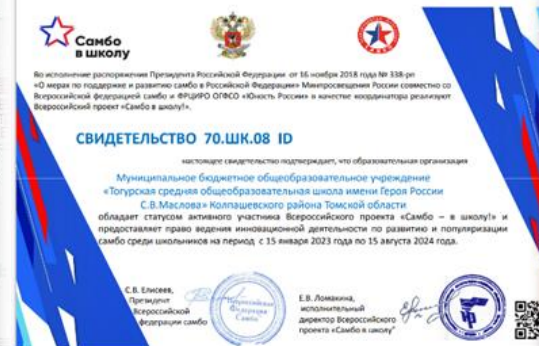 Самбо
в школу
Во исполнение распоряжения Президента Российской Федерации от 16 ноября 2018 года № 338-рп
«О мерах по поддержке и развитию самбо в Российской Федерации» Минпросвещения России совместно со
Всероссийской федерацией самбо и ФРЦИРО ОГФСО «Юность России» в качестве координатора реализуют
Всероссийский проект «Самбо в школу!».
СВИДЕТЕЛЬСТВО 70.ШК.08 ID
настоящее свидетельство подтверждает, что образовательная организация
Муниципальное бюджетное общеобразовательное учреждение
«Тогурская средняя общеобразовательная школа имени Героя России
С.В.Маслова» Колпашевского района Томской области
обладает статусом активного участника Всероссийского проекта «Самбо – в школу!» и
предоставляет право ведения инновационной деятельности по развитию и популяризации
самбо среди школьников на период с 15 января 2023 года по 15 августа 2024 года.
С.В. Елисеев,
Президент
Всероссийской
федерации самбо
Всероссийская
Федерация
Самбо
Е.В. Ломакина,
исполнительный
директор Всероссийского
проекта "Самбо в школу"